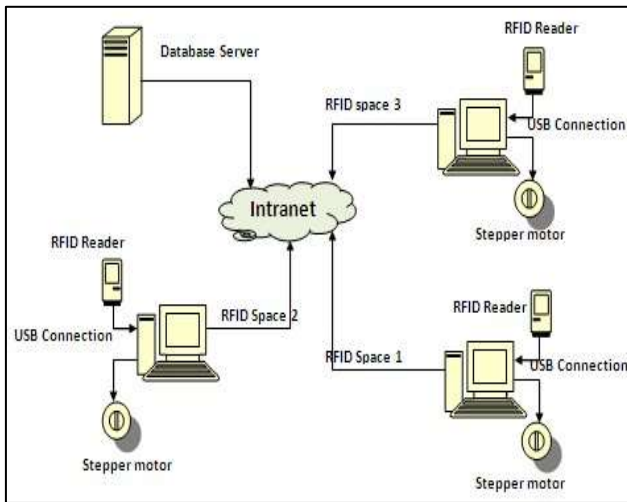 RFID Reader
Database Server
RFID space 3
USB Connection
Intranet
Stepper motor
RFID Reader
RFID Reader
RFID Space 2
USB Connection
RFID Space 1
USB Connection
Stepper motor
Stepper motor